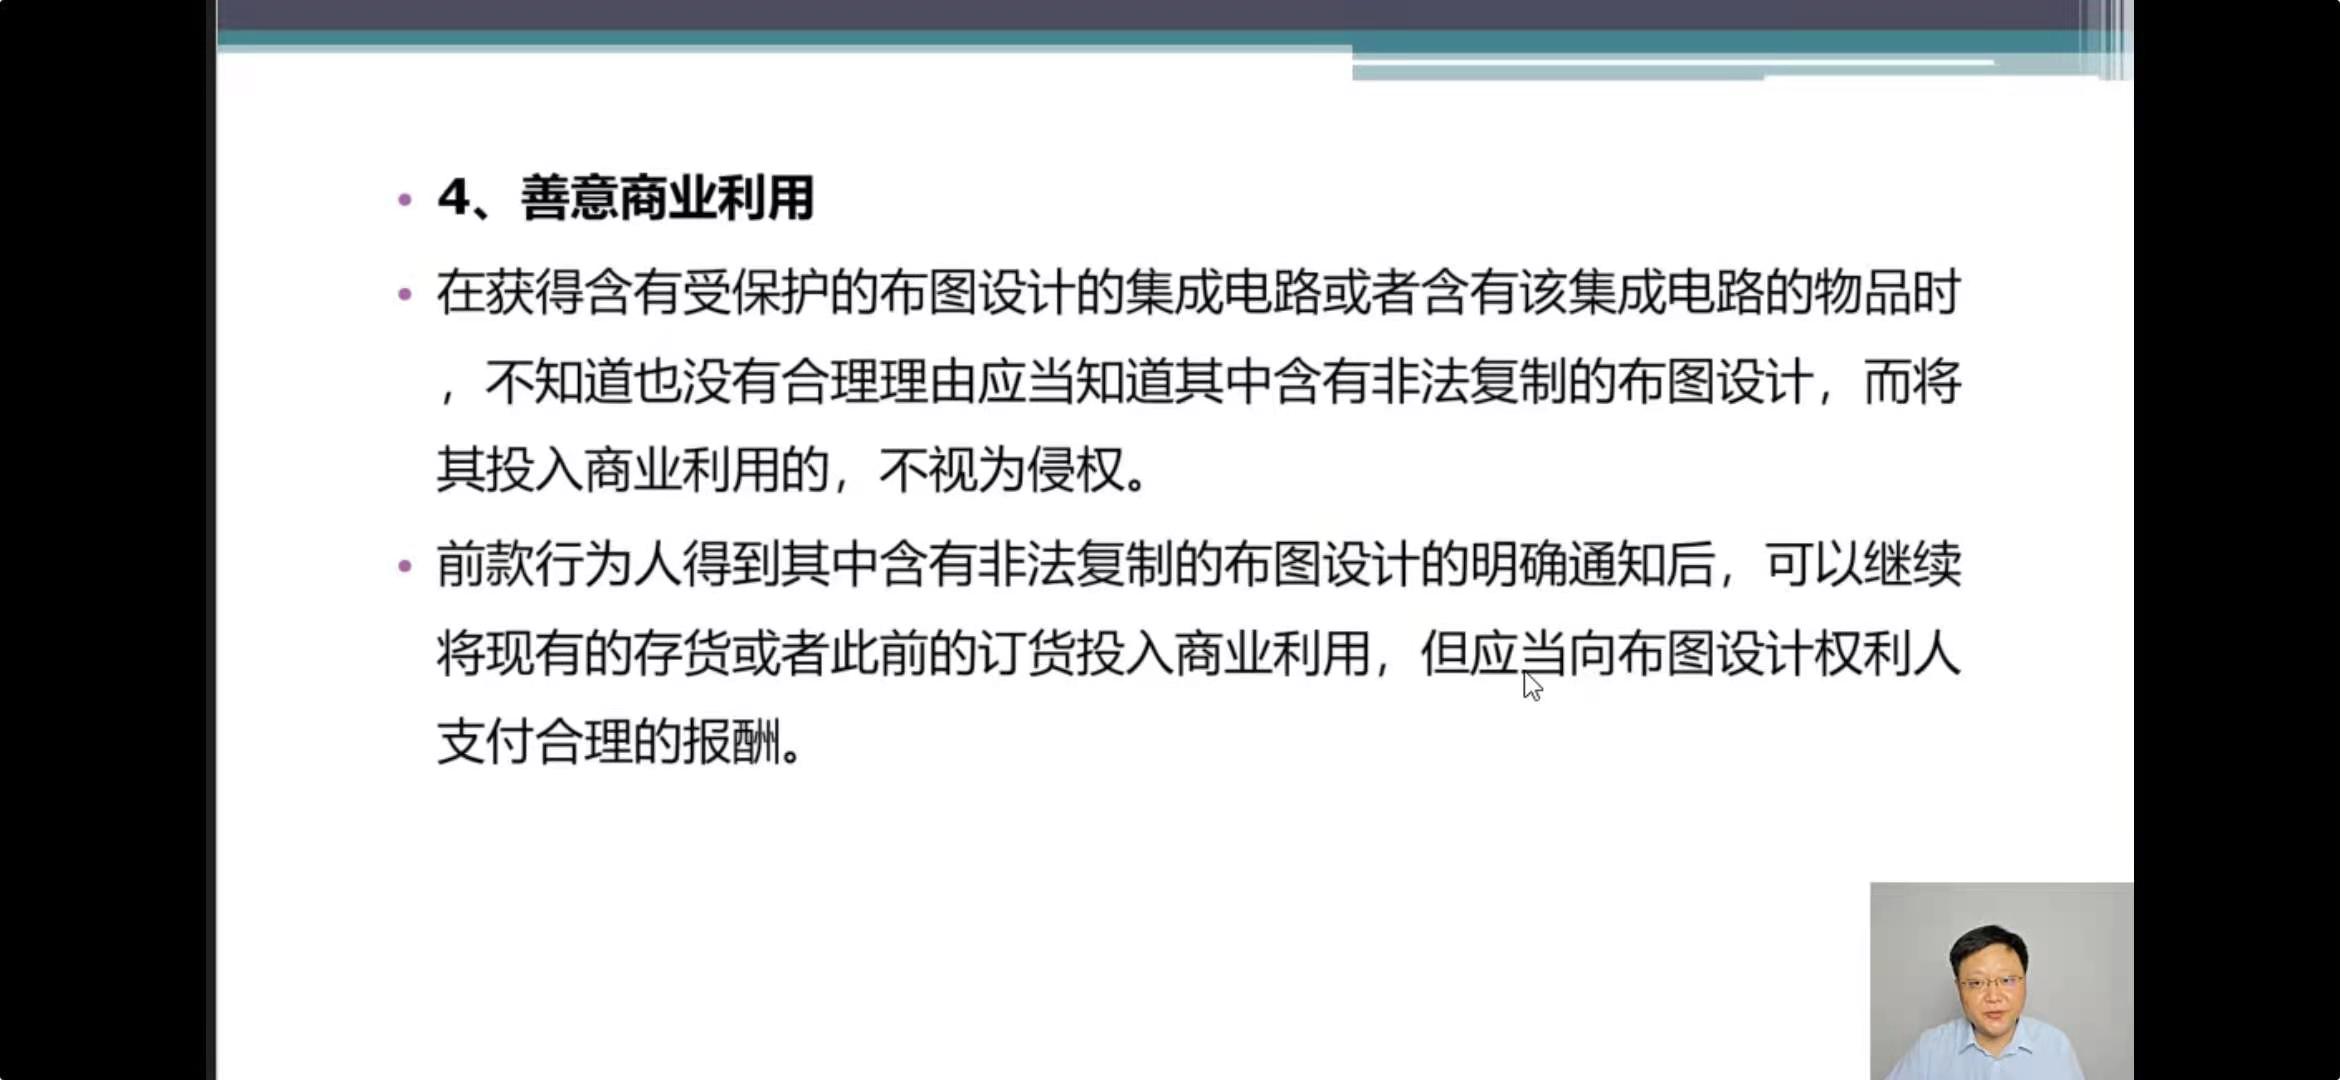 • 4、善意商业利用
• 在获得含有受保护的布图设计的集成电路或者含有该集成电路的物品时
，不知道也没有合理理由应当知道其中含有非法复制的布图设计，而将
其投入商业利用的，不视为侵权。
• 前款行为人得到其中含有非法复制的布图设计的明确通知后，可以继续
将现有的存货或者此前的订货投入商业利用，但应当向布图设计权利人
支付合理的报酬。